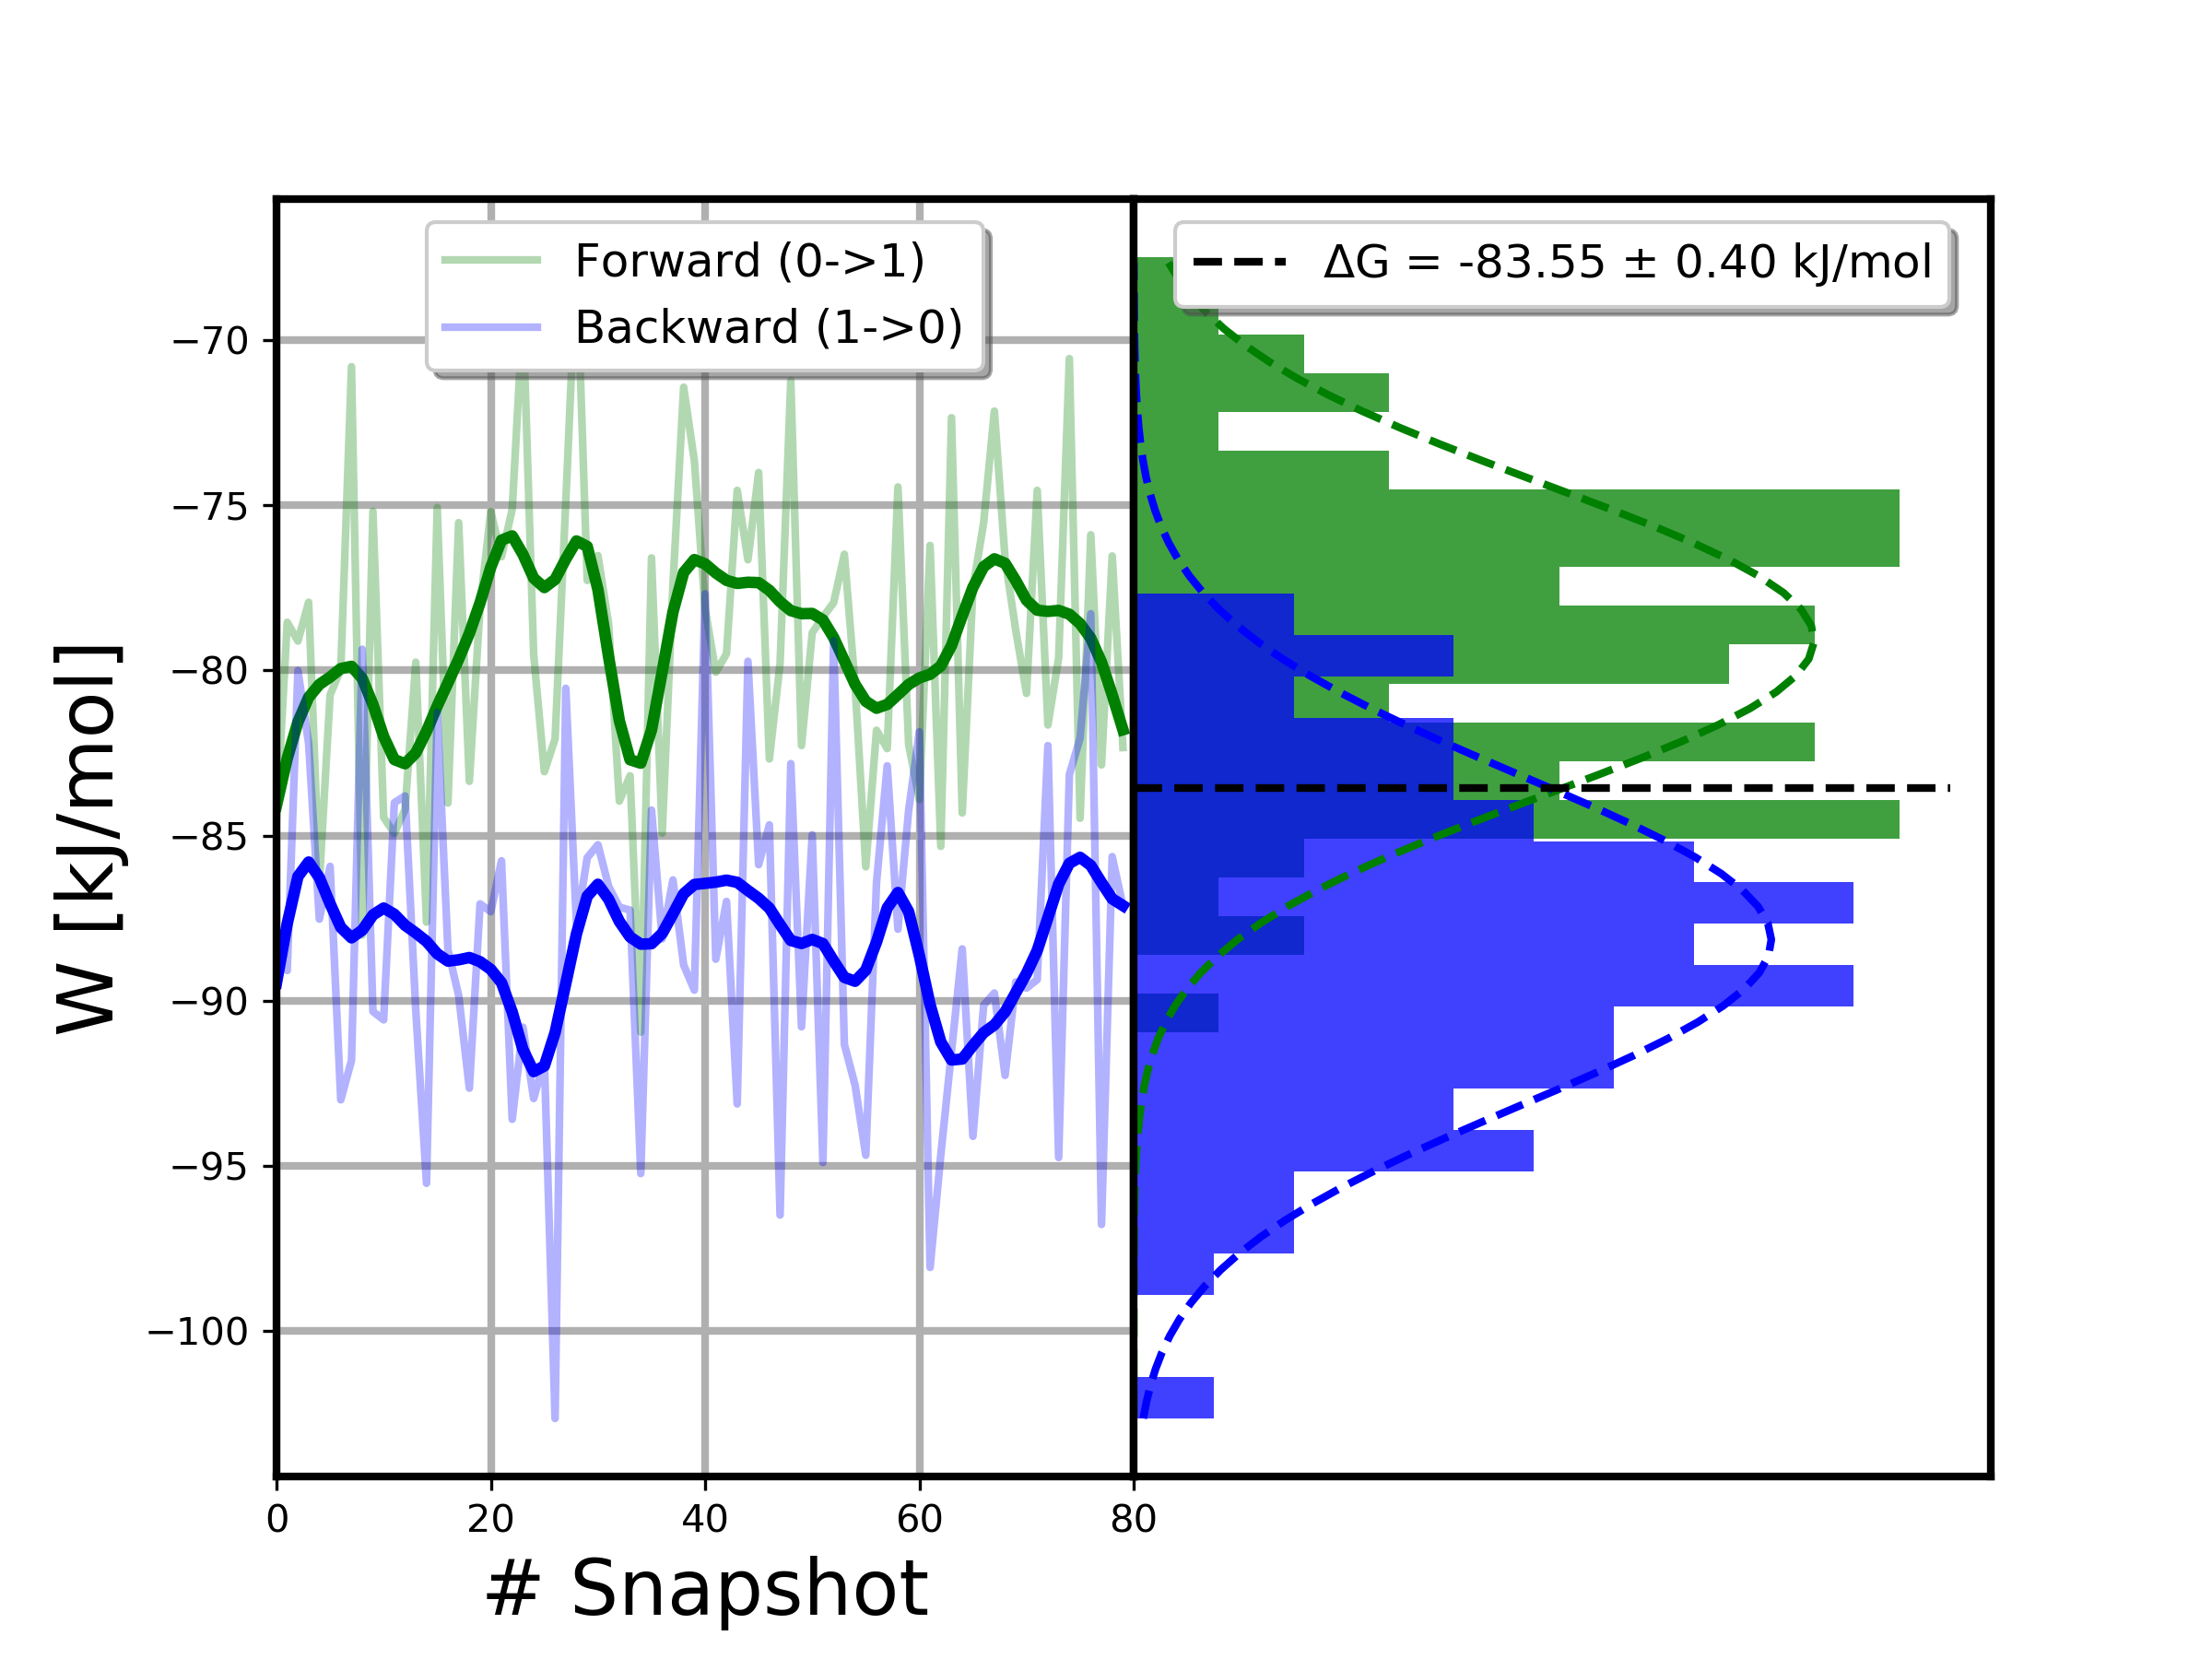 Forward (0->1)
Backward (1->0)
ΔG = -83.55 ± 0.40 kJ/mol
W [kJ/mol]
−70
−75
−80
−85
−90
−95
−100
0 20 40 60 80
# Snapshot